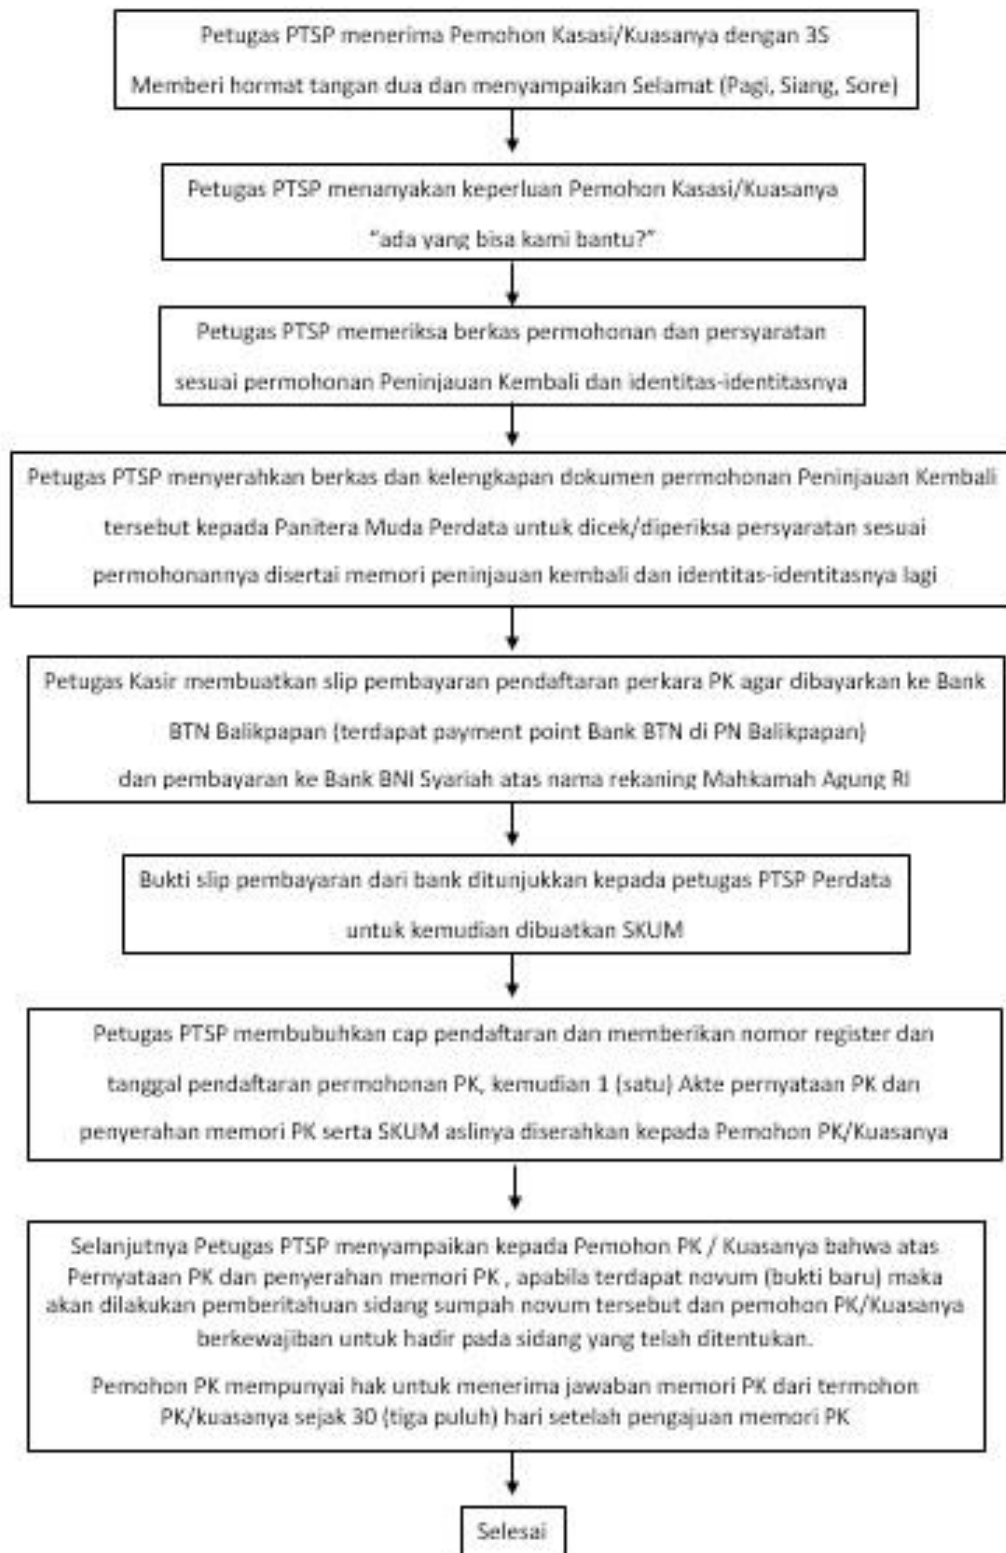 Petugas PTSP menerima Pemohon Kasasi/Kuasanya dengan 3S
Memberi hormat tangan dua dan menyampaikan Selamat (Pagi, Siang, Sore)
Petugas PTSP menanyakan keperluan Pemohon Kasasi/Kuasanya
“ada yang bisa kami bantu?”
Petugas PTSP memeriksa berkas permohonan dan persyaratan
sesuai permohonan Peninjauan Kembali dan identitas-identitasnya
Petugas PTSP menyerahkan berkas dan kelengkapan dokumen permohonan Peninjauan Kembali
tersebut kepada Panitera Muda Perdata untuk dicek/diperiksa persyaratan sesuai
permohonannya disertai memori peninjauan kembali dan identitas-identitasnya lagi
Petugas Kasir membuatkan slip pembayaran pendaftaran perkara PK agar dibayarkan ke Bank
BTN Balikpapan (terdapat payment point Bank BTN di PN Balikpapan)
dan pembayaran ke Bank BNI Syariah atas nama rekaning Mahkamah Agung RI
Bukti slip pembayaran dari bank ditunjukkan kepada petugas PTSP Perdata
untuk kemudian dibuatkan SKUM
Petugas PTSP membubuhkan cap pendaftaran dan memberikan nomor register dan
tanggal pendaftaran permohonan PK, kemudian 1 (satu) Akte pernyataan PK dan
penyerahan memori PK serta SKUM aslinya diserahkan kepada Pemohon PK/Kuasanya
Selanjutnya Petugas PTSP menyampaikan kepada Pemohon PK / Kuasanya bahwa atas
Pernyataan PK dan penyerahan memori PK , apabila terdapat novum (bukti baru) maka
akan dilakukan pemberitahuan sidang sumpah novum tersebut dan pemohon PK/Kuasanya
berkewajiban untuk hadir pada sidang yang telah ditentukan.
Pemohon PK mempunyai hak untuk menerima jawaban memori PK dari termohon
PK/kuasanya sejak 30 (tiga puluh) hari setelah pengajuan memori PK
Selesai